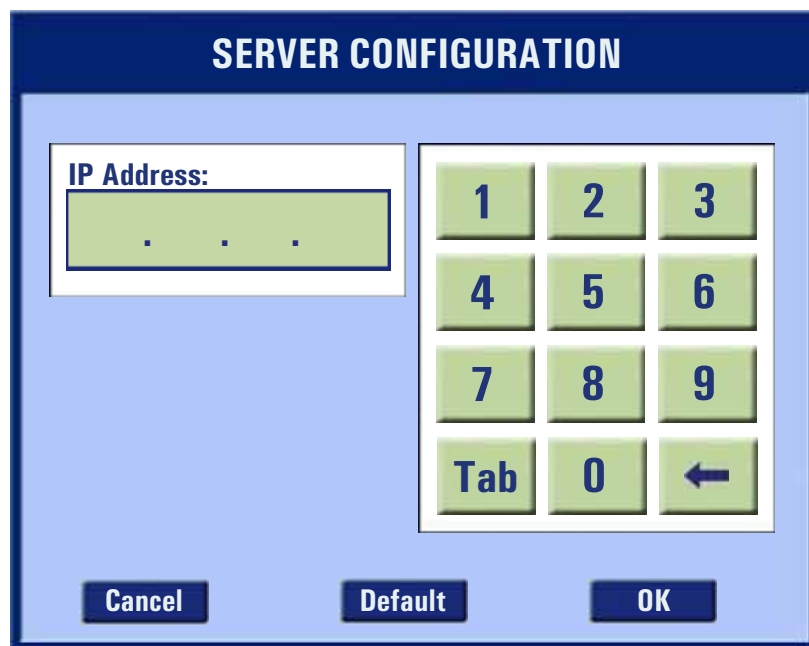 SERVER CONFIGURATION
IP Address:
. . .
1 2 3
4 5 6
7 8 9
Tab 0
Cancel Default OK